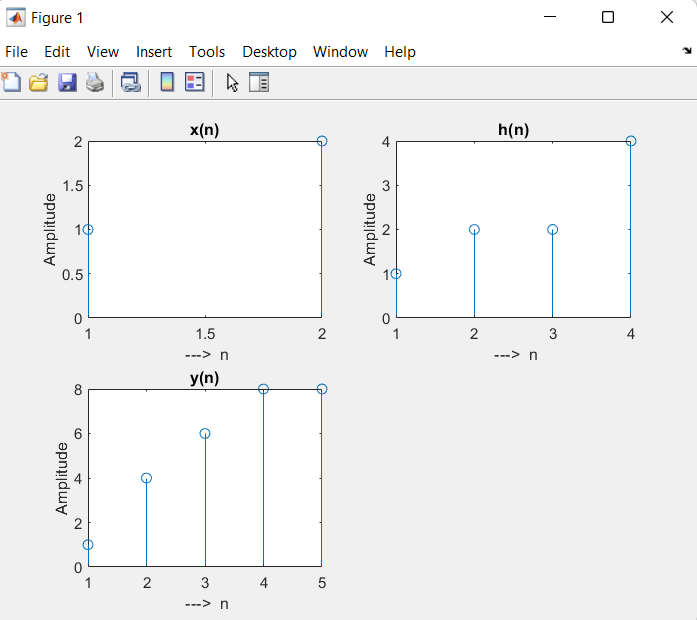 Figure 1
File Edit View Insert Tools Desktop Window Help
x(n)
2
1.5
1
0.5
0
Amplitude
1 1.5 2
---> n
h(n)
4
3
2
1
0
Amplitude
1 2 3 4
---> n
y(n)
8
6
4
2
0
Amplitude
1 2 3 4 5
---> n